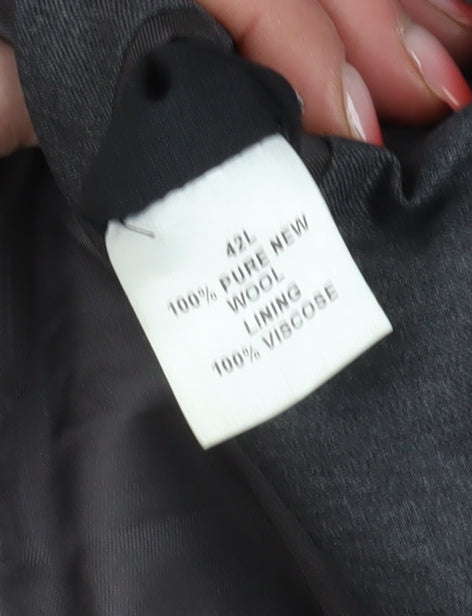 42L
100% PURE NEW
WOOL
LINING
100% VISCOSE